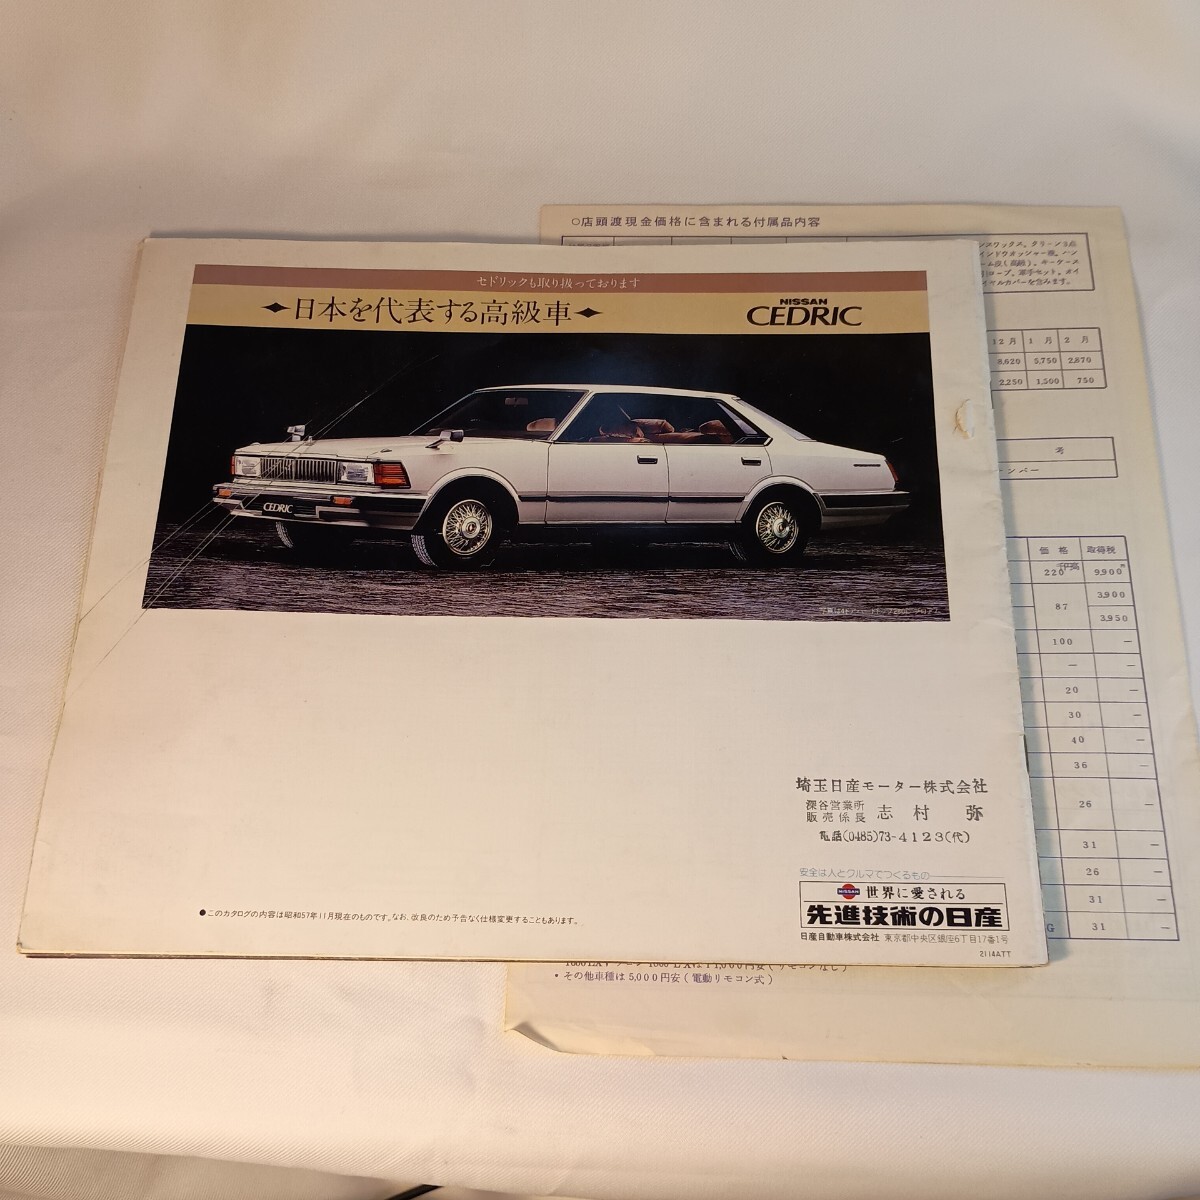 ○店頭渡現金価格に含まれる付属品内容
12月 1月 2月
8,620 5,750 2,870
2,250 1,500 750
考
ンバー
価格 取得税
220 9,900
87 3,900
3,950
100 —
— —
20 —
30 —
40 —
36 —
26 —
31 —
26 —
31 —
G 31 —
・その他車種は5,000円安(電動リモコン式)
セドリックも取り扱っております
日本を代表する高級車
NISSAN
CEDRIC
CEDRIC
埼玉日産モーター株式会社
深谷営業所
販売係長 志村 弥
電話(0485)73-4123(代)
安全は人とクルマでつくるもの
NISSAN 世界に愛される
先進技術の日産
日産自動車株式会社 東京都中央区銀座6丁目17番1号
2114ATT
●このカタログの内容は昭和57年11月現在のものです。なお、改良のため予告なく仕様変更することもあります。